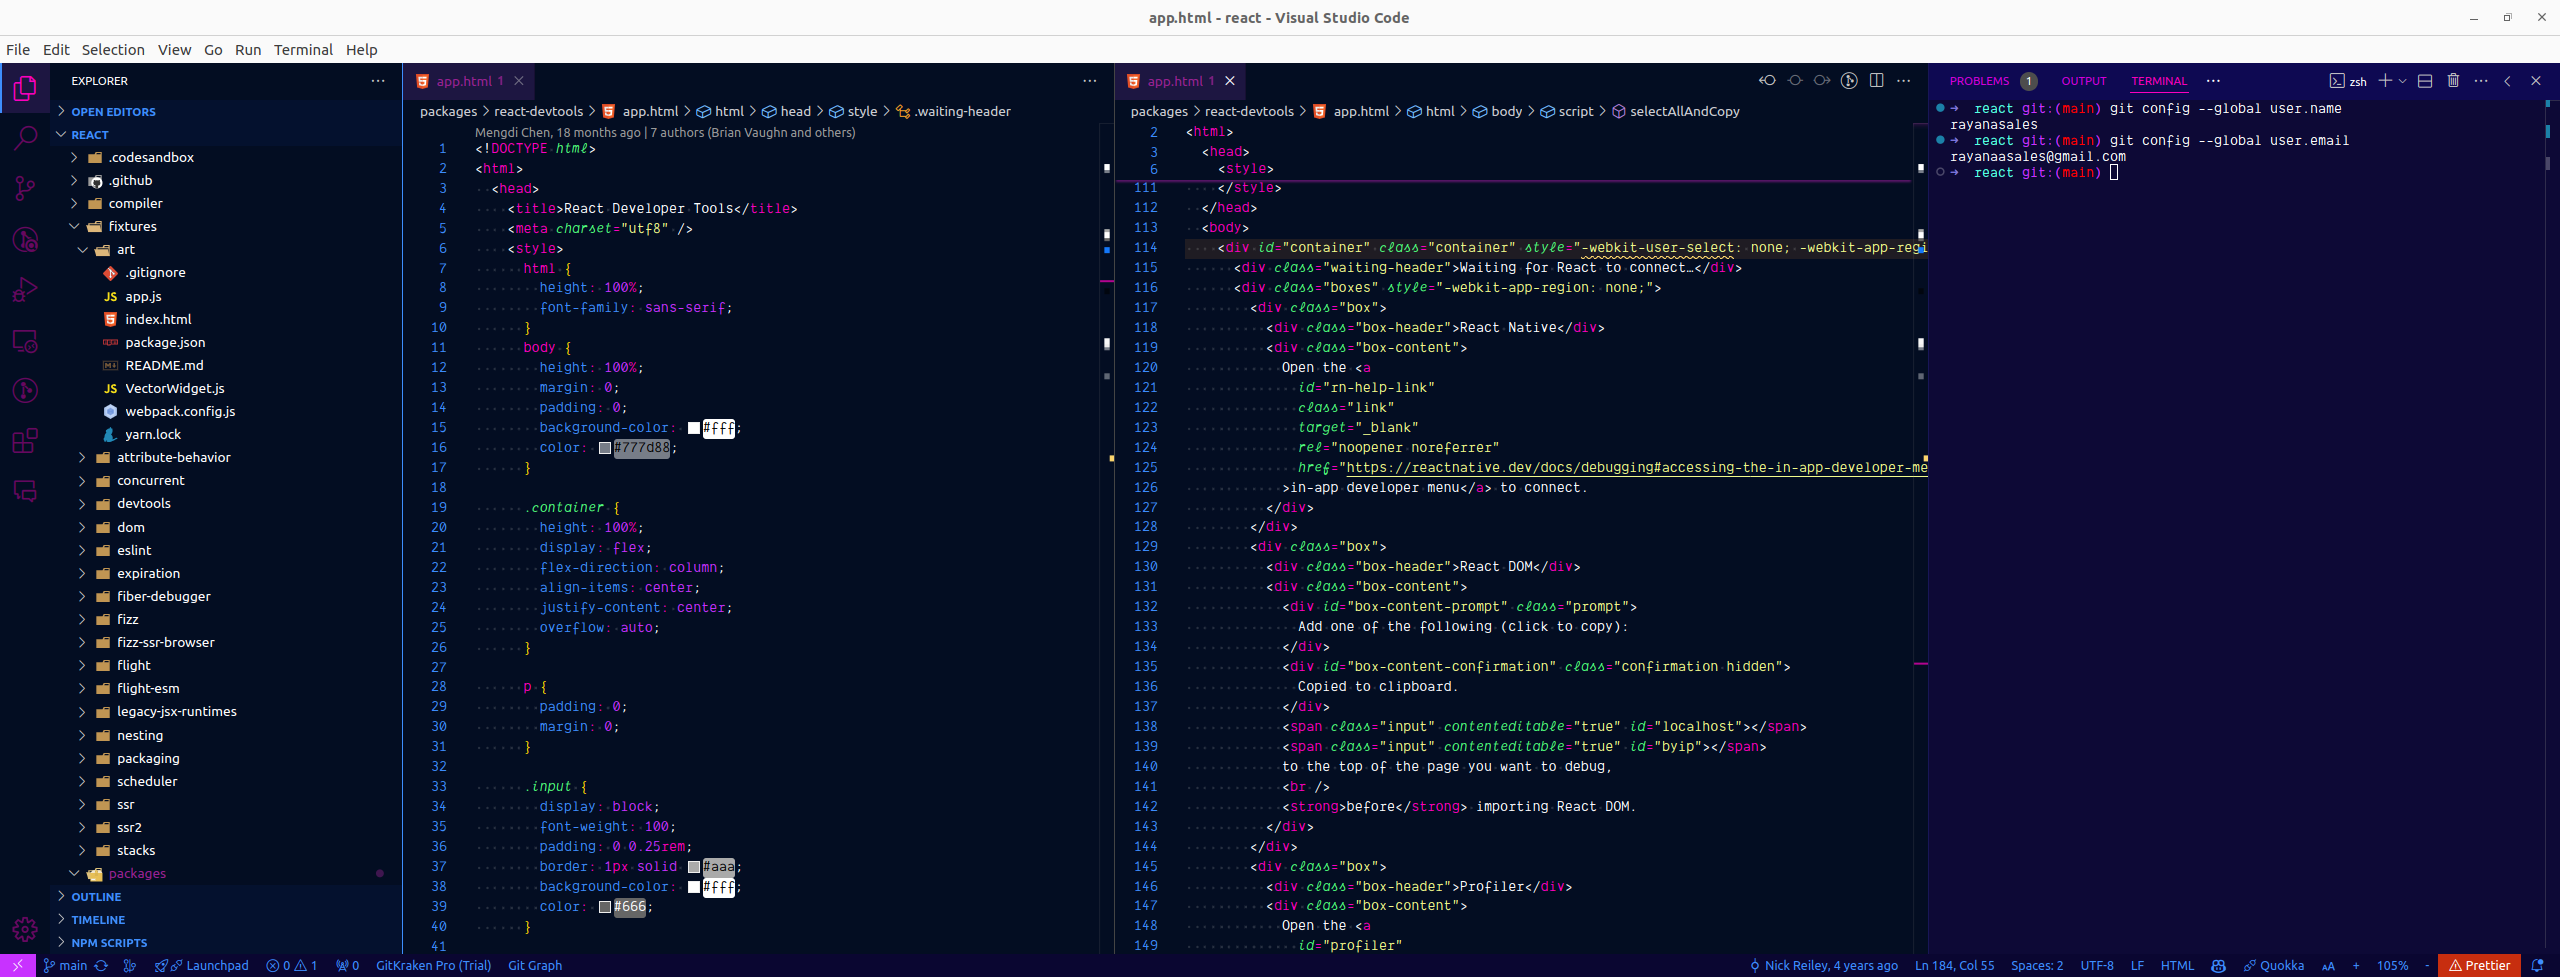 app.html - react - Visual Studio Code
File Edit Selection View Go Run Terminal Help
EXPLORER
OPEN EDITORS
REACT
.codesandbox
.github
compiler
fixtures
art
.gitignore
app.js
index.html
package.json
README.md
VectorWidget.js
webpack.config.js
yarn.lock
attribute-behavior
concurrent
devtools
dom
eslint
expiration
fiber-debugger
fizz
fizz-ssr-browser
flight
flight-esm
legacy-jsx-runtimes
nesting
packaging
scheduler
ssr
ssr2
stacks
packages
OUTLINE
TIMELINE
NPM SCRIPTS
app.html 1
packages > react-devtools > app.html > html > head > style > .waiting-header
Mengdi Chen, 18 months ago | 7 authors (Brian Vaughn and others)
1 <!DOCTYPE html>
2 <html>
3 <head>
4 <title>React Developer Tools</title>
5 <meta charset="utf8" />
6 <style>
7 html {
8 height: 100%;
9 font-family: sans-serif;
10 }
11 body {
12 height: 100%;
13 margin: 0;
14 padding: 0;
15 background-color: #fff;
16 color: #777d88;
17 }
18
19 .container {
20 height: 100%;
21 display: flex;
22 flex-direction: column;
23 align-items: center;
24 justify-content: center;
25 overflow: auto;
26 }
27
28 p {
29 padding: 0;
30 margin: 0;
31 }
32
33 .input {
34 display: block;
35 font-weight: 100;
36 padding: 0 0.25rem;
37 border: 1px solid #aaa;
38 background-color: #fff;
39 color: #666;
40 }
41
app.html 1
packages > react-devtools > app.html > html > body > script > selectAllAndCopy
2 <html>
3 <head>
6 <style>
111 </style>
112 </head>
113 <body>
114 <div id="container" class="container" style="-webkit-user-select: none; -webkit-app-regi
115 <div class="waiting-header">Waiting for React to connect…</div>
116 <div class="boxes" style="-webkit-app-region: none;">
117 <div class="box">
118 <div class="box-header">React Native</div>
119 <div class="box-content">
120 Open the <a
121 id="rn-help-link"
122 class="link"
123 target="_blank"
124 rel="noopener noreferrer"
125 href="https://reactnative.dev/docs/debugging#accessing-the-in-app-developer-me
126 >in-app developer menu</a> to connect.
127 </div>
128 </div>
129 <div class="box">
130 <div class="box-header">React DOM</div>
131 <div class="box-content">
132 <div id="box-content-prompt" class="prompt">
133 Add one of the following (click to copy):
134 </div>
135 <div id="box-content-confirmation" class="confirmation hidden">
136 Copied to clipboard.
137 </div>
138 <span class="input" contenteditable="true" id="localhost"></span>
139 <span class="input" contenteditable="true" id="byip"></span>
140 to the top of the page you want to debug,
141 <br />
142 <strong>before</strong> importing React DOM.
143 </div>
144 </div>
145 <div class="box">
146 <div class="box-header">Profiler</div>
147 <div class="box-content">
148 Open the <a
149 id="profiler"
PROBLEMS 1 OUTPUT TERMINAL ··· zsh
→ react git:(main) git config --global user.name
rayanasales
→ react git:(main) git config --global user.email
rayanaasales@gmail.com
→ react git:(main)
main Launchpad 0 1 0 GitKraken Pro (Trial) Git Graph Nick Reiley, 4 years ago Ln 184, Col 55 Spaces: 2 UTF-8 LF HTML Quokka AA + 105% - Prettier